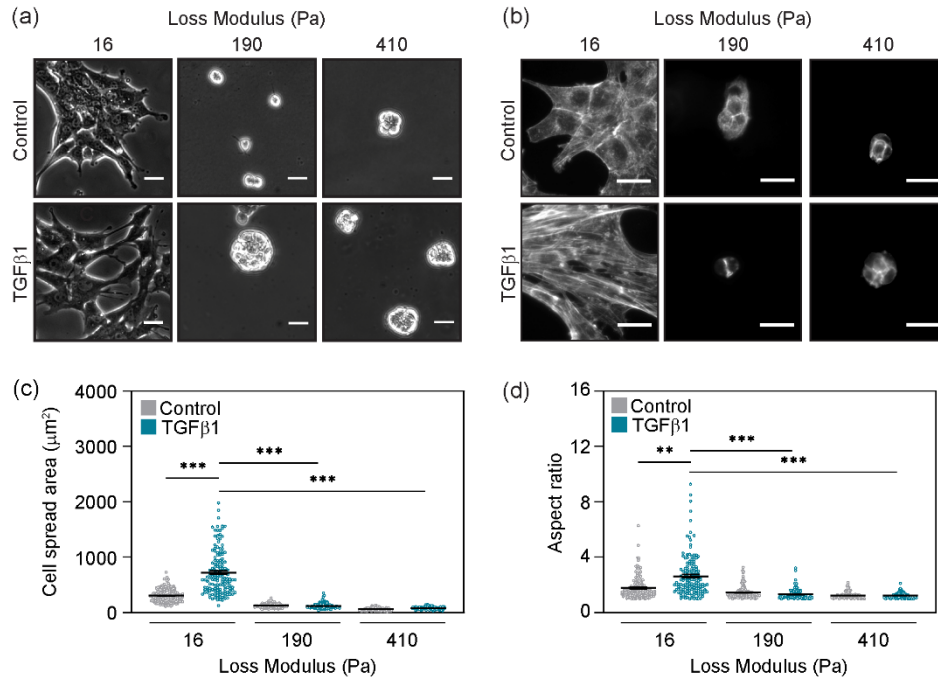 (a) Loss Modulus (Pa)
16 190 410
Control
TGFβ1
(b) Loss Modulus (Pa)
16 190 410
Control
TGFβ1
(c)
Cell spread area (μm²)
4000
3000
2000
1000
0
Control
TGFβ1
***
***
***
16 190 410
Loss Modulus (Pa)
(d)
Aspect ratio
16
12
8
4
0
Control
TGFβ1
**
***
***
16 190 410
Loss Modulus (Pa)